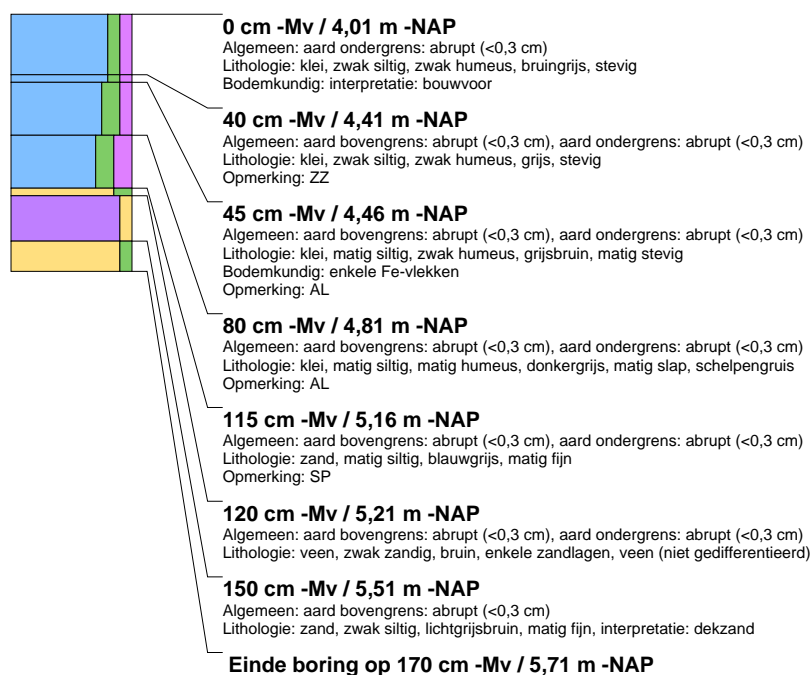 0 cm -Mv / 4,01 m -NAP
Algemeen: aard ondergrens: abrupt (<0,3 cm)
Lithologie: klei, zwak siltig, zwak humeus, bruingrijs, stevig
Bodemkundig: interpretatie: bouwvoor
40 cm -Mv / 4,41 m -NAP
Algemeen: aard bovengrens: abrupt (<0,3 cm), aard ondergrens: abrupt (<0,3 cm)
Lithologie: klei, zwak siltig, zwak humeus, grijs, stevig
Opmerking: ZZ
45 cm -Mv / 4,46 m -NAP
Algemeen: aard bovengrens: abrupt (<0,3 cm), aard ondergrens: abrupt (<0,3 cm)
Lithologie: klei, matig siltig, zwak humeus, grijsbruin, matig stevig
Bodemkundig: enkele Fe-vlekken
Opmerking: AL
80 cm -Mv / 4,81 m -NAP
Algemeen: aard bovengrens: abrupt (<0,3 cm), aard ondergrens: abrupt (<0,3 cm)
Lithologie: klei, matig siltig, matig humeus, donkergrijs, matig slap, schelpengruis
Opmerking: AL
115 cm -Mv / 5,16 m -NAP
Algemeen: aard bovengrens: abrupt (<0,3 cm), aard ondergrens: abrupt (<0,3 cm)
Lithologie: zand, matig siltig, blauwgrijs, matig fijn
Opmerking: SP
120 cm -Mv / 5,21 m -NAP
Algemeen: aard bovengrens: abrupt (<0,3 cm), aard ondergrens: abrupt (<0,3 cm)
Lithologie: veen, zwak zandig, bruin, enkele zandlagen, veen (niet gedifferentieerd)
150 cm -Mv / 5,51 m -NAP
Algemeen: aard bovengrens: abrupt (<0,3 cm)
Lithologie: zand, zwak siltig, lichtgrijsbruin, matig fijn, interpretatie: dekzand
Einde boring op 170 cm -Mv / 5,71 m -NAP